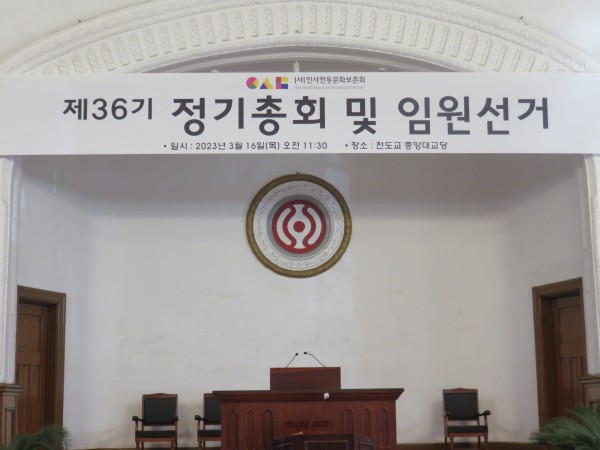 (사)인사전통문화보존회
제36기 정기총회 및 임원선거
• 일시 : 2023년 3월 16일(목) 오전 11:30 • 장소 : 천도교 중앙대교당